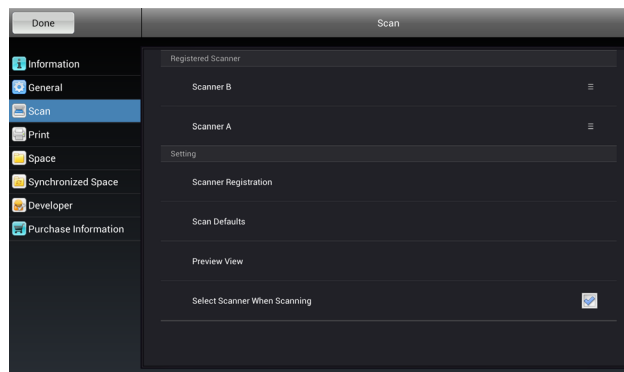 Done
Scan
Information
General
Scan
Print
Space
Synchronized Space
Developer
Purchase Information
Registered Scanner
Scanner B
Scanner A
Setting
Scanner Registration
Scan Defaults
Preview View
Select Scanner When Scanning